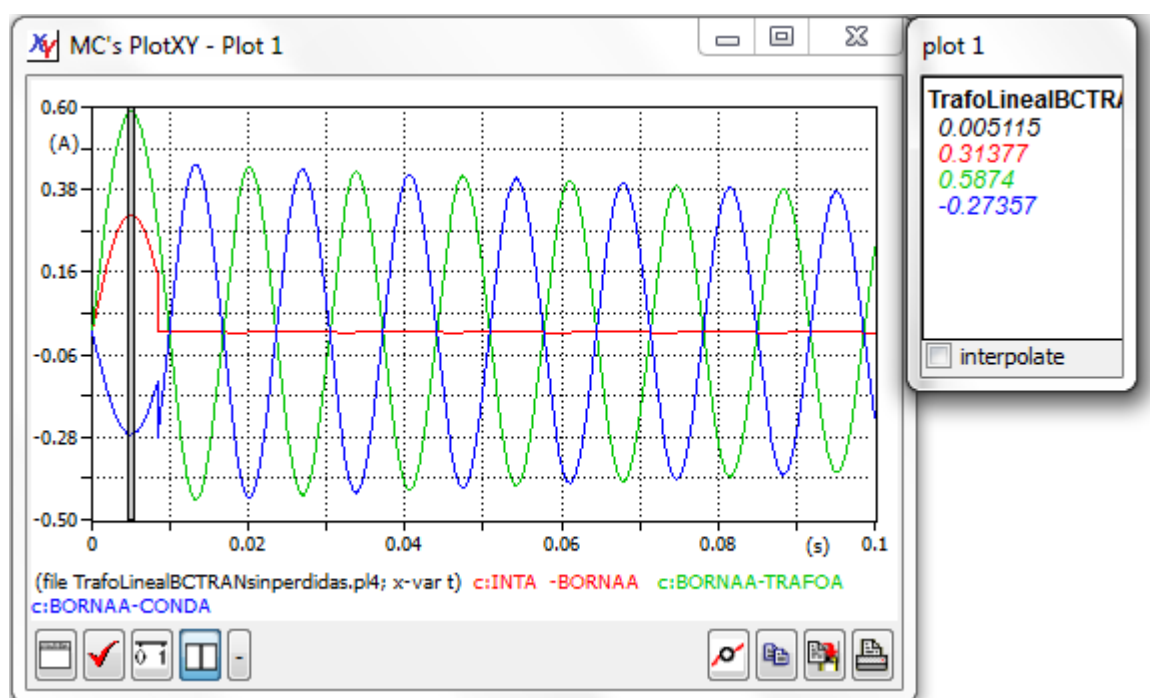 MC's PlotXY - Plot 1
0.60
(A)
0.38
0.16
-0.06
-0.28
-0.50
0 0.02 0.04 0.06 0.08 (s) 0.1
(file TrafoLinealBCTRANsinperdidas.pl4; x-var t) c:INTA -BORNAA c:BORNAA-TRAFOA
c:BORNAA-CONDA
plot 1
TrafoLinealBCTRA
0.005115
0.31377
0.5874
-0.27357
interpolate